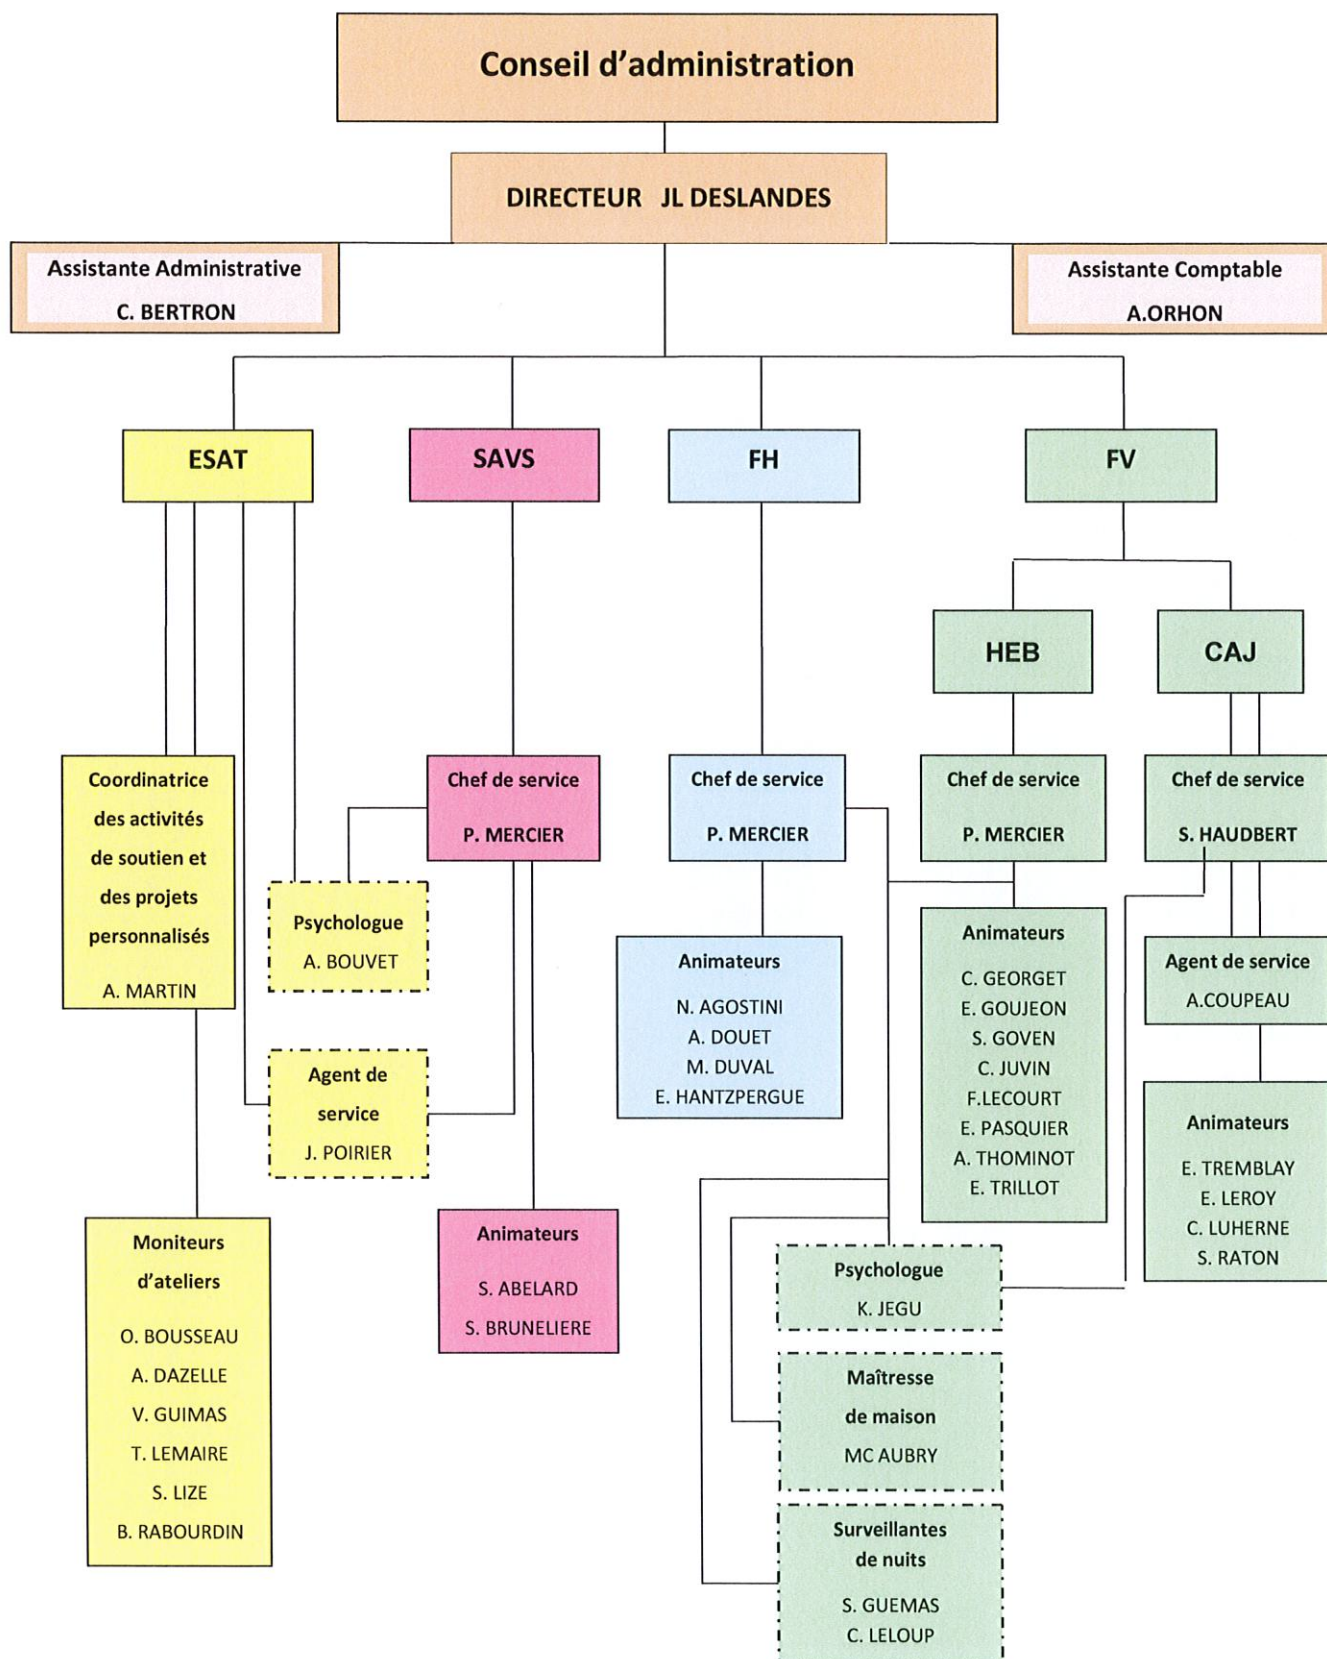 Conseil d'administration
DIRECTEUR JL DESLANDES
Assistante Administrative
C. BERTRON
Assistante Comptable
A.ORHON
ESAT
SAVS
FH
FV
HEB
CAJ
Coordinatrice
des activités
de soutien et
des projets
personnalisés
A. MARTIN
Chef de service
P. MERCIER
Chef de service
P. MERCIER
Chef de service
P. MERCIER
Chef de service
S. HAUDBERT
Psychologue
A. BOUVET
Agent de
service
J. POIRIER
Animateurs
N. AGOSTINI
A. DOUET
M. DUVAL
E. HANTZPERGUE
Animateurs
C. GEORGET
E. GOUJEON
S. GOVEN
C. JUVIN
F.LECOURT
E. PASQUIER
A. THOMINOT
E. TRILLOT
Agent de service
A.COUPEAU
Animateurs
E. TREMBLAY
E. LEROY
C. LUHERNE
S. RATON
Moniteurs
d'ateliers
O. BOUSSEAU
A. DAZELLE
V. GUIMAS
T. LEMAIRE
S. LIZE
B. RABOURDIN
Animateurs
S. ABELARD
S. BRUNELIERE
Psychologue
K. JEGU
Maîtresse
de maison
MC AUBRY
Surveillantes
de nuits
S. GUEMAS
C. LELOUP